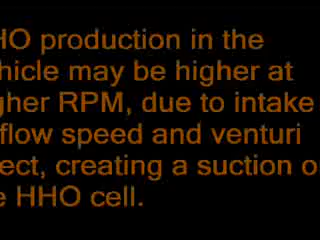 HO production in the
hicle may be higher at
gher RPM, due to intake
flow speed and venturi
ect, creating a suction o
e HHO cell.